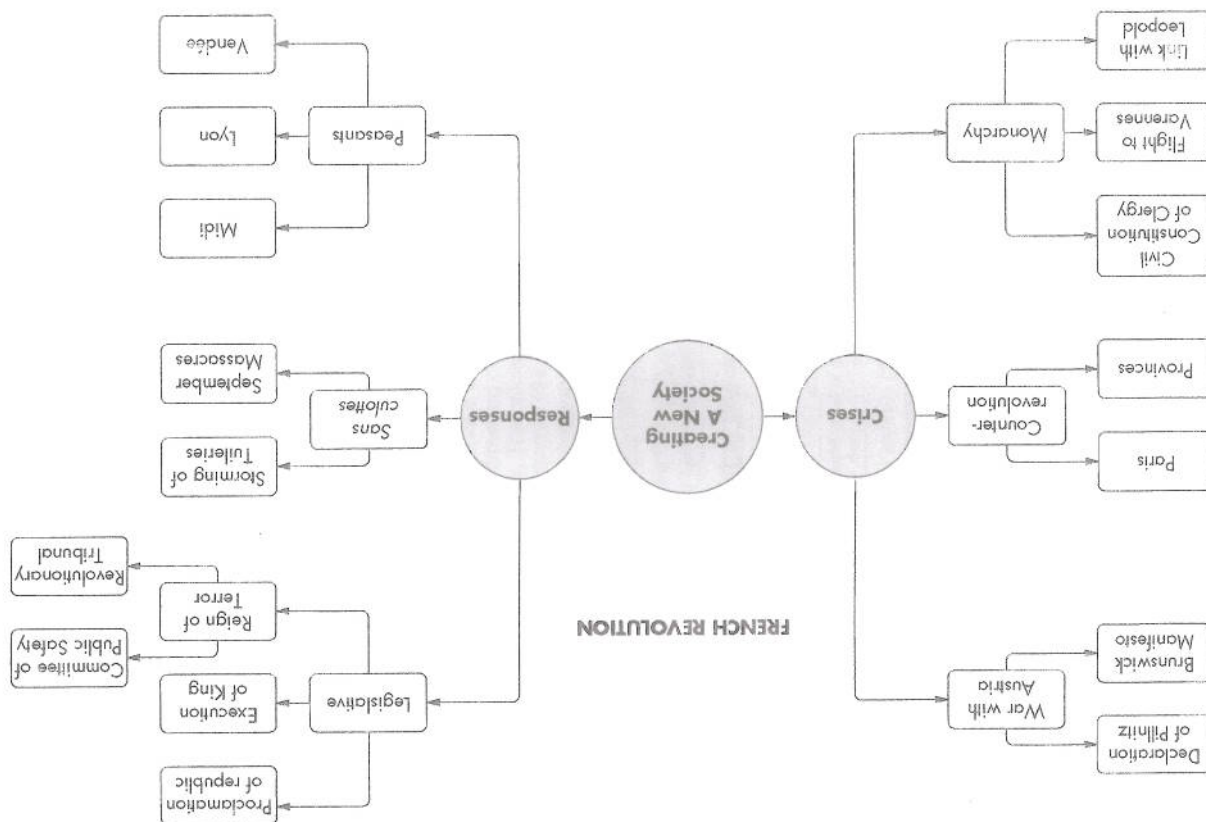 FRENCH REVOLUTION
Creating
A New
Society
Crises
War with
Austria
Declaration
of Pillnitz
Brunswick
Manifesto
Counter-
revolution
Paris
Provinces
Monarchy
Civil
Constitution
of Clergy
Flight to
Varennes
Link with
Leopold
Responses
Legislative
Proclamation
of republic
Execution
of King
Reign of
Terror
Committee of
Public Safety
Revolutionary
Tribunal
Sans
culottes
Storming of
Tuileries
September
Massacres
Peasants
Midi
Lyon
Vendée